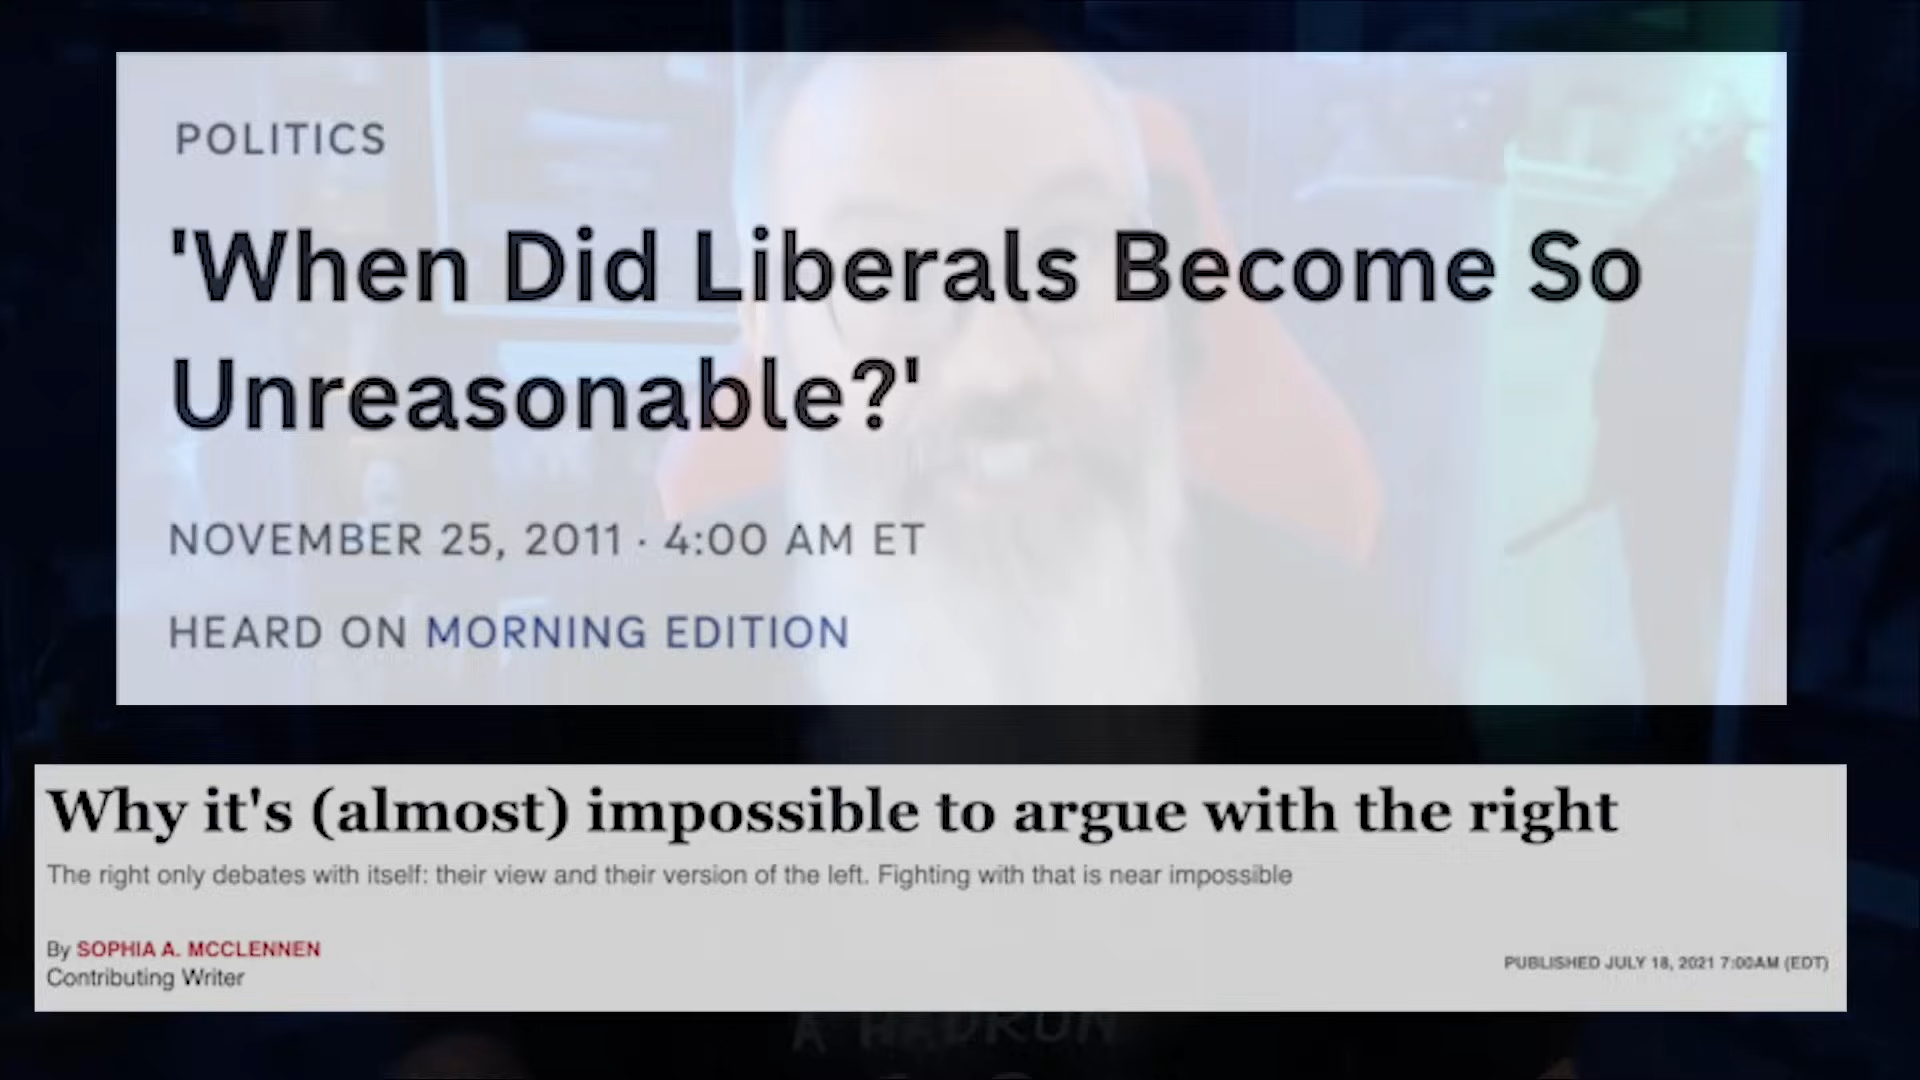 POLITICS
'When Did Liberals Become So
Unreasonable?'
NOVEMBER 25, 2011 · 4:00 AM ET
HEARD ON MORNING EDITION
Why it's (almost) impossible to argue with the right
The right only debates with itself: their view and their version of the left. Fighting with that is near impossible
By SOPHIA A. MCCLENNEN
Contributing Writer
PUBLISHED JULY 18, 2021 7:00AM (EDT)
A HADRON